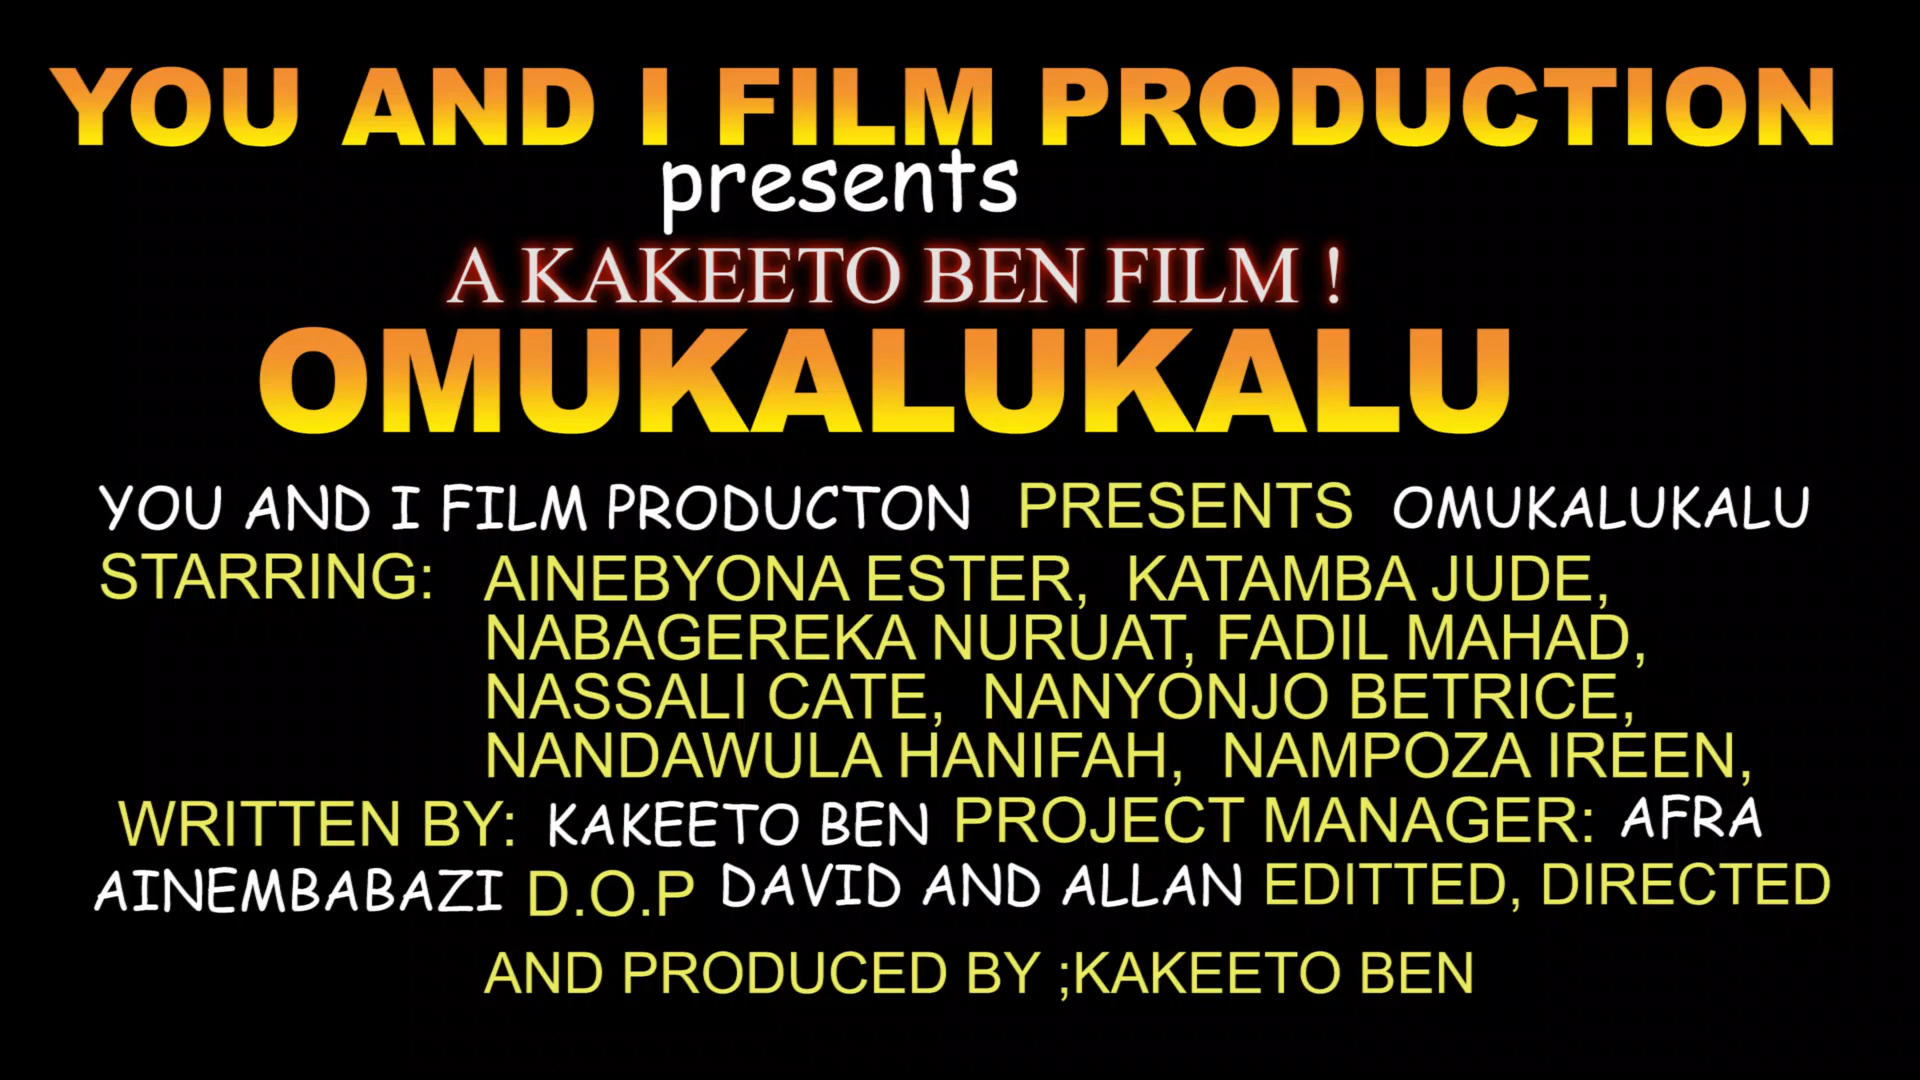 YOU AND I FILM PRODUCTION
presents
A KAKEETO BEN FILM !
OMUKALUKALU
YOU AND I FILM PRODUCTON PRESENTS OMUKALUKALU
STARRING: AINEBYONA ESTER, KATAMBA JUDE,
NABAGEREKA NURUAT, FADIL MAHAD,
NASSALI CATE, NANYONJO BETRICE,
NANDAWULA HANIFAH, NAMPOZA IREEN,
WRITTEN BY: KAKEETO BEN PROJECT MANAGER: AFRA
AINEMBABAZI D.O.P DAVID AND ALLAN EDITTED, DIRECTED
AND PRODUCED BY ;KAKEETO BEN